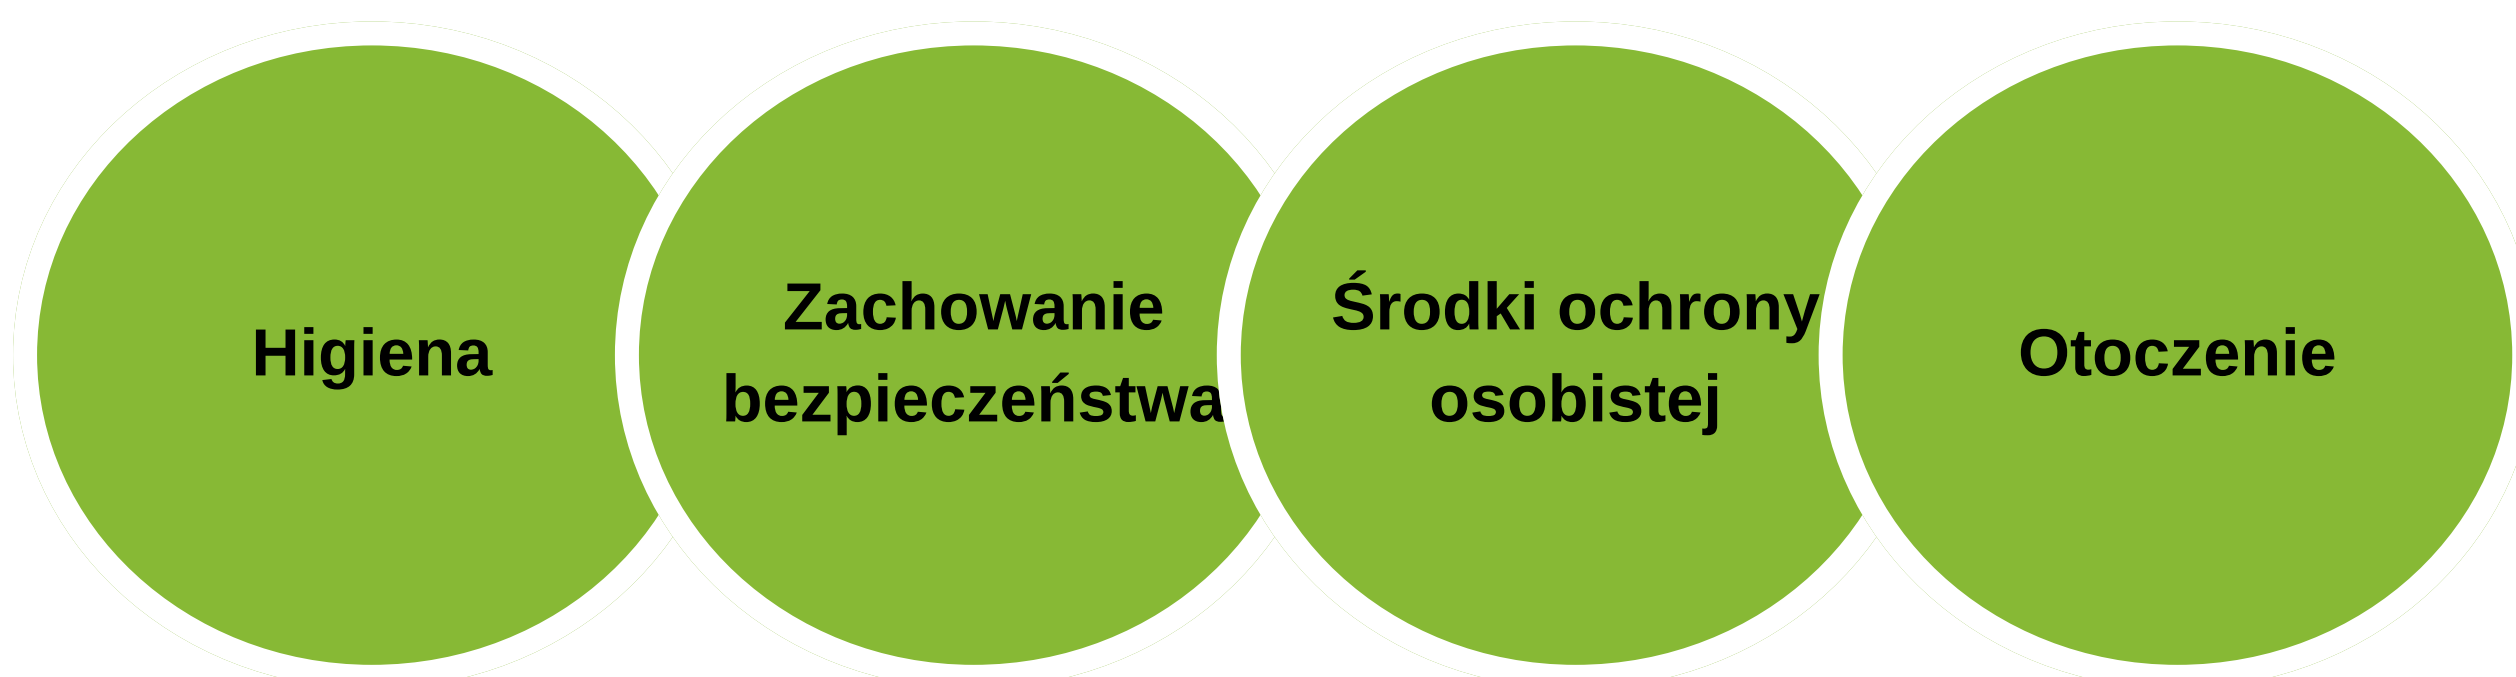 Higiena
Zachowanie
bezpieczeństwa
Środki ochrony
osobistej
Otoczenie